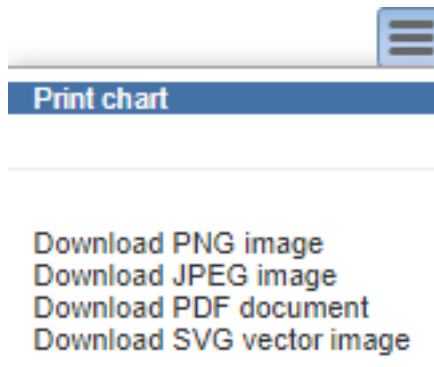 Print chart
Download PNG image
Download JPEG image
Download PDF document
Download SVG vector image